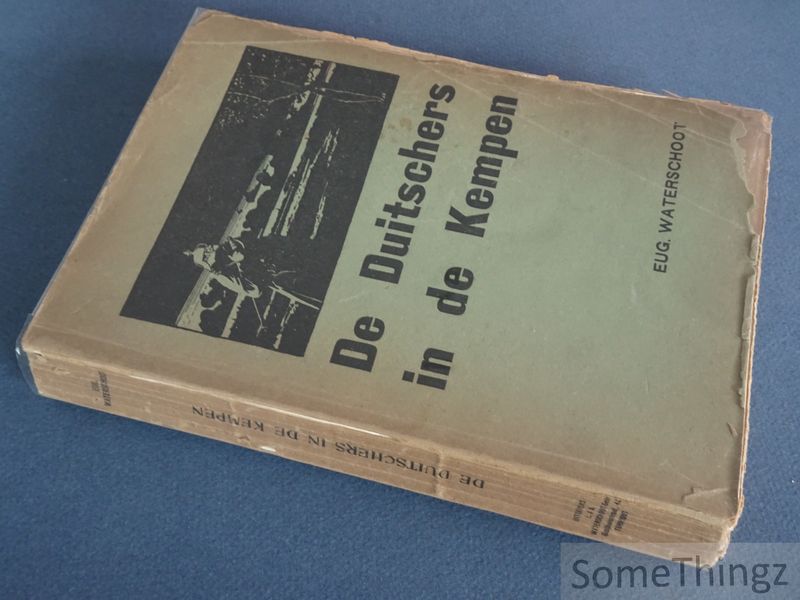 De Duitschers
in de Kempen
EUG. WATERSCHOOT
EUG.
WATERSCHOOT
DE DUITSCHERS IN DE KEMPEN
SomeThingz